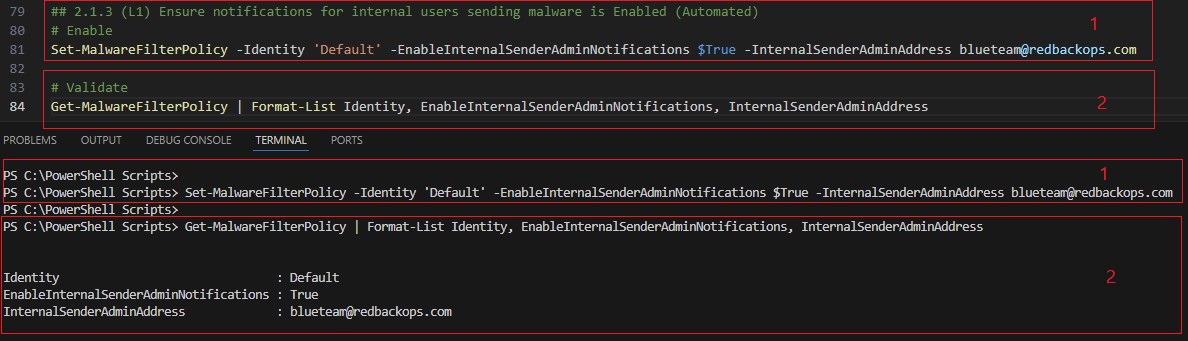 79 ## 2.1.3 (L1) Ensure notifications for internal users sending malware is Enabled (Automated)
1
80 # Enable
81 Set-MalwareFilterPolicy -Identity 'Default' -EnableInternalSenderAdminNotifications $True -InternalSenderAdminAddress blueteam@redbackops.com
82
83 # Validate
84 Get-MalwareFilterPolicy | Format-List Identity, EnableInternalSenderAdminNotifications, InternalSenderAdminAddress
2
PROBLEMS OUTPUT DEBUG CONSOLE TERMINAL PORTS
PS C:\PowerShell Scripts>
1
PS C:\PowerShell Scripts> Set-MalwareFilterPolicy -Identity 'Default' -EnableInternalSenderAdminNotifications $True -InternalSenderAdminAddress blueteam@redbackops.com
PS C:\PowerShell Scripts>
PS C:\PowerShell Scripts> Get-MalwareFilterPolicy | Format-List Identity, EnableInternalSenderAdminNotifications, InternalSenderAdminAddress
Identity : Default
2
EnableInternalSenderAdminNotifications : True
InternalSenderAdminAddress : blueteam@redbackops.com